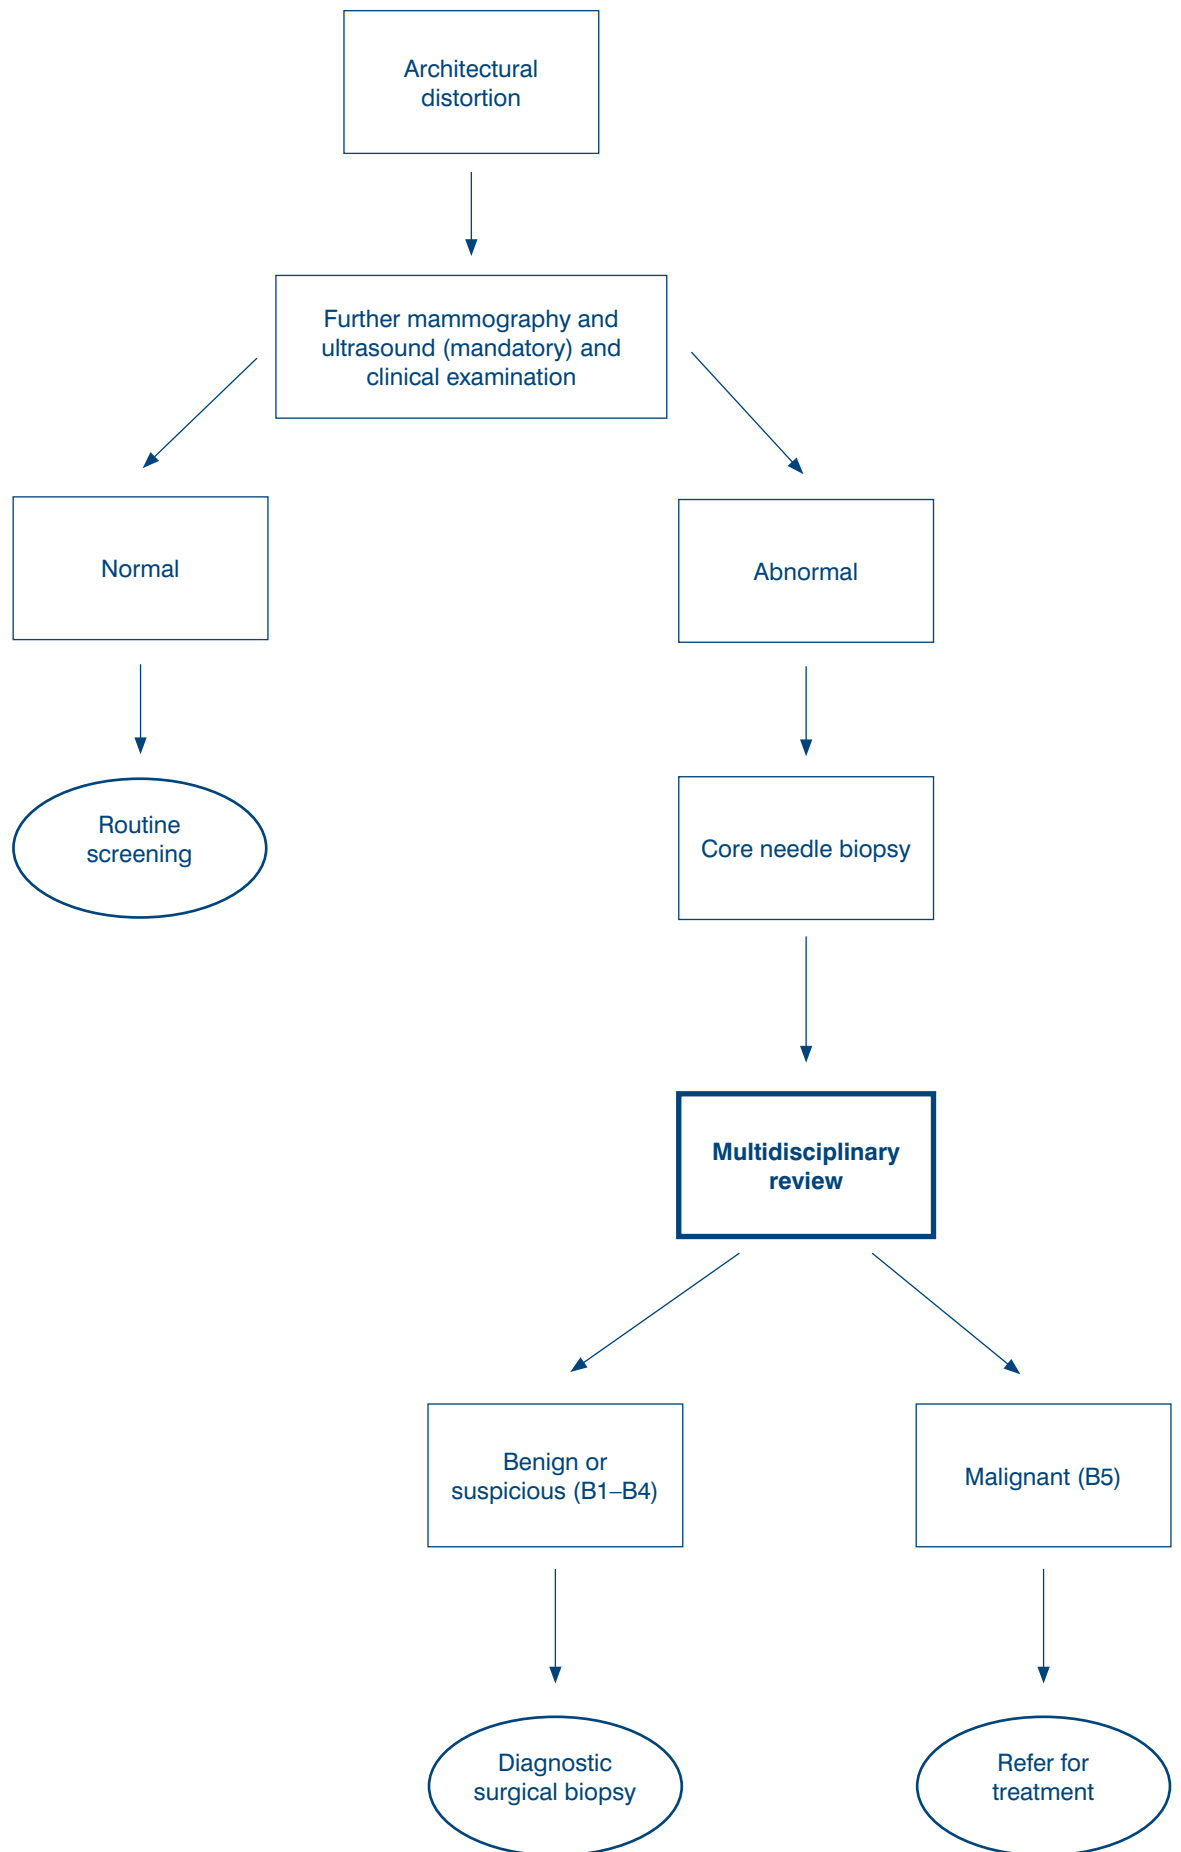 Architectural
distortion
Further mammography and
ultrasound (mandatory) and
clinical examination
Normal
Abnormal
Routine
screening
Core needle biopsy
Multidisciplinary
review
Benign or
suspicious (B1–B4)
Malignant (B5)
Diagnostic
surgical biopsy
Refer for
treatment